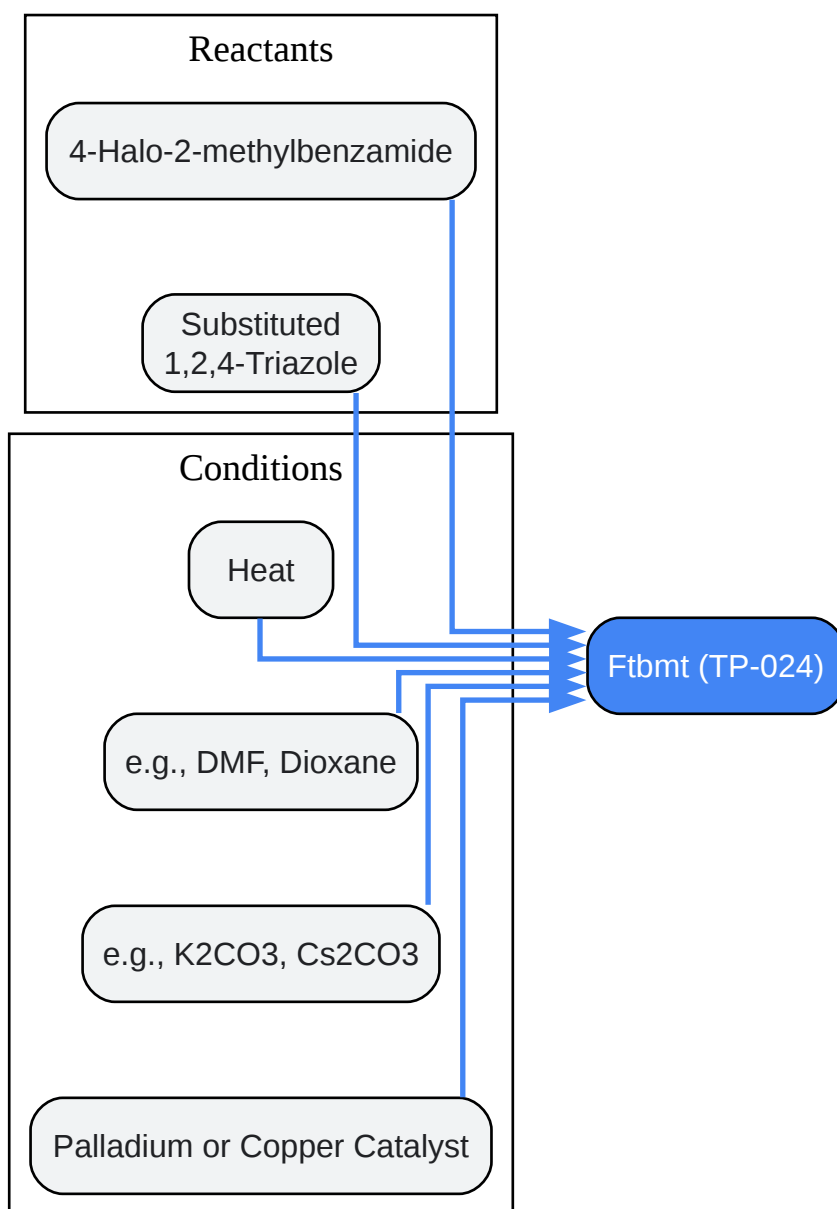 Reactants
4-Halo-2-methylbenzamide
Substituted
1,2,4-Triazole
Conditions
Heat
Ftbmt (TP-024)
e.g., DMF, Dioxane
e.g., K2CO3, Cs2CO3
Palladium or Copper Catalyst